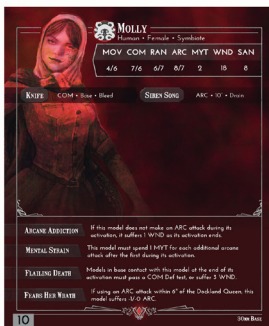 MOLLY
Human • Female • Symbiote
MOV COM RAN ARC MYT WND SAN
4/6 7/6 6/7 8/7 2 18 8
KNIFE COM • Base • Bleed
SIREN SONG ARC • 10" • Drain
ARCANE ADDICTION
If this model does not make an ARC attack during its
activation, it suffers 1 WND as its activation ends.
MENTAL STRAIN
This model must spend 1 MYT for each additional arcane
attack after the first during its activation.
FLAILING DEATH
Models in base contact with this model at the end of its
activation must pass a COM Def test, or suffer 3 WND.
FEARS HER WRATH
If using an ARC attack within 6" of the Dockland Queen, this
model suffers -1/-0 ARC.
10
30MM BASE